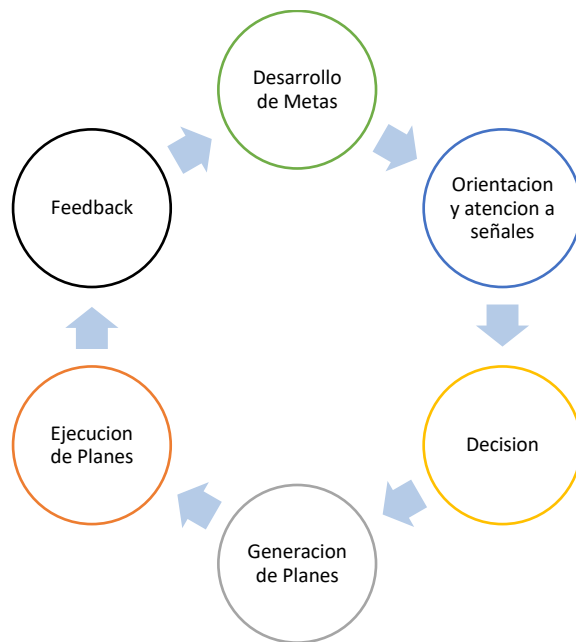 Desarrollo
de Metas
Orientacion
y atencion a
señales
Decision
Generacion
de Planes
Ejecucion
de Planes
Feedback